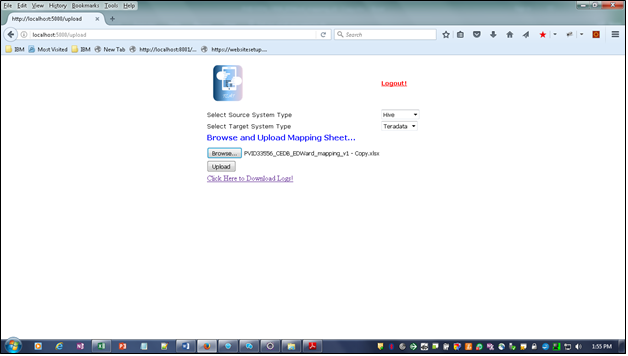 File Edit View History Bookmarks Tools Help
http://localhost:5888/upload × +
localhost:5888/upload Search
IBM Most Visited IBM New Tab http://localhost:8081/... https://websitesetup....
Logout!
Select Source System Type Hive
Select Target System Type Teradata
Browse and Upload Mapping Sheet...
Browse... PVID33556_CEDB_EDWard_mapping_v1 - Copy.xlsx
Upload
Click Here to Download Logs!
1:55 PM